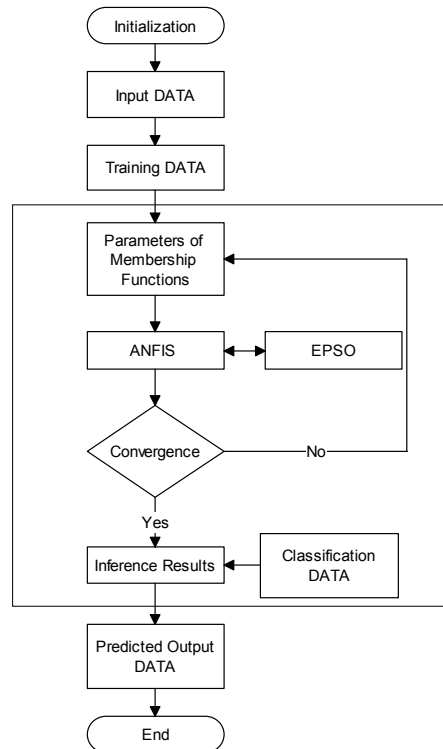 Initialization
Input DATA
Training DATA
Parameters of
Membership
Functions
ANFIS
EPSO
Convergence
No
Yes
Inference Results
Classification
DATA
Predicted Output
DATA
End